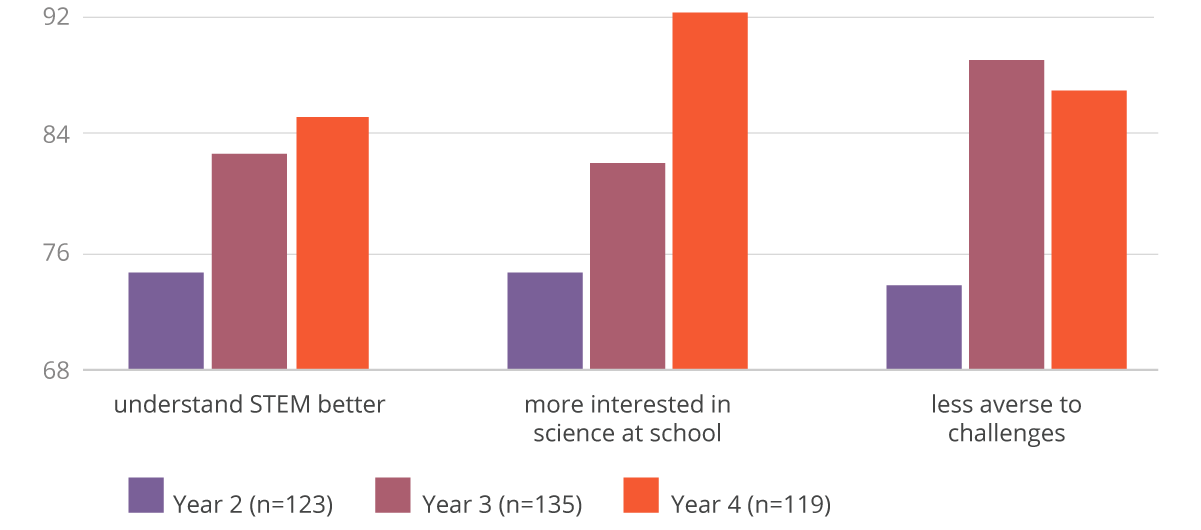 92
84
76
68
understand STEM better
more interested in
science at school
less averse to
challenges
Year 2 (n=123)
Year 3 (n=135)
Year 4 (n=119)